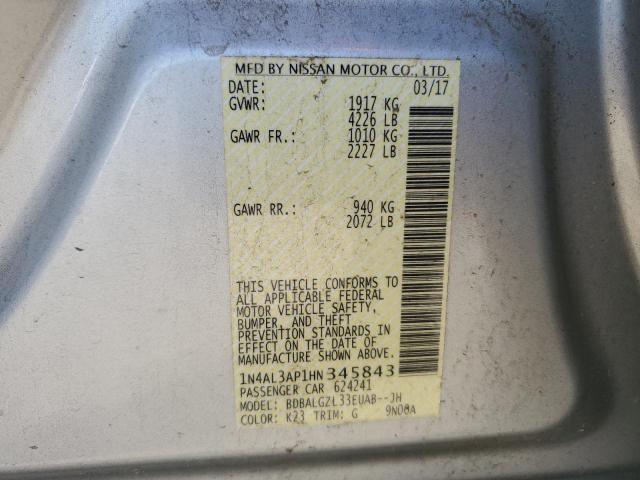 MFD BY NISSAN MOTOR CO., LTD.
DATE: 03/17
GVWR: 1917 KG
4226 LB
GAWR FR.: 1010 KG
2227 LB
GAWR RR.: 940 KG
2072 LB
THIS VEHICLE CONFORMS TO
ALL APPLICABLE FEDERAL
MOTOR VEHICLE SAFETY,
BUMPER, AND THEFT
PREVENTION STANDARDS IN
EFFECT ON THE DATE OF
MANUFACTURE SHOWN ABOVE.
1N4AL3AP1HN345843
PASSENGER CAR 624241
MODEL: BDBALGZL33EUAB--JH
COLOR: K23 TRIM: G 9N00A